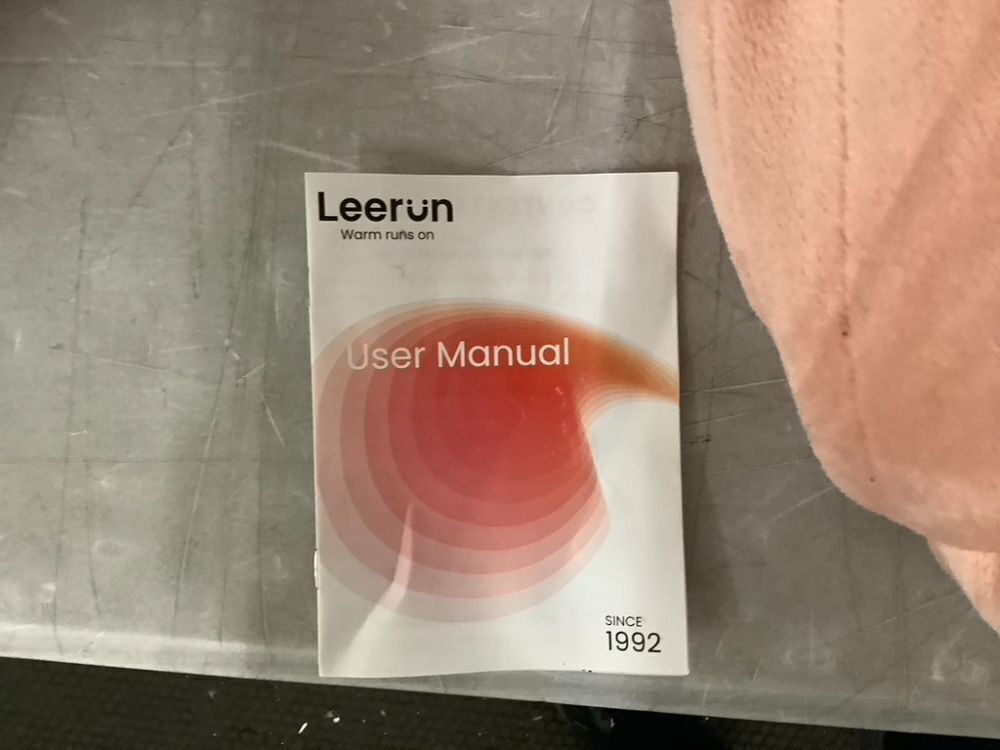 Leerun
Warm runs on
User Manual
SINCE
1992